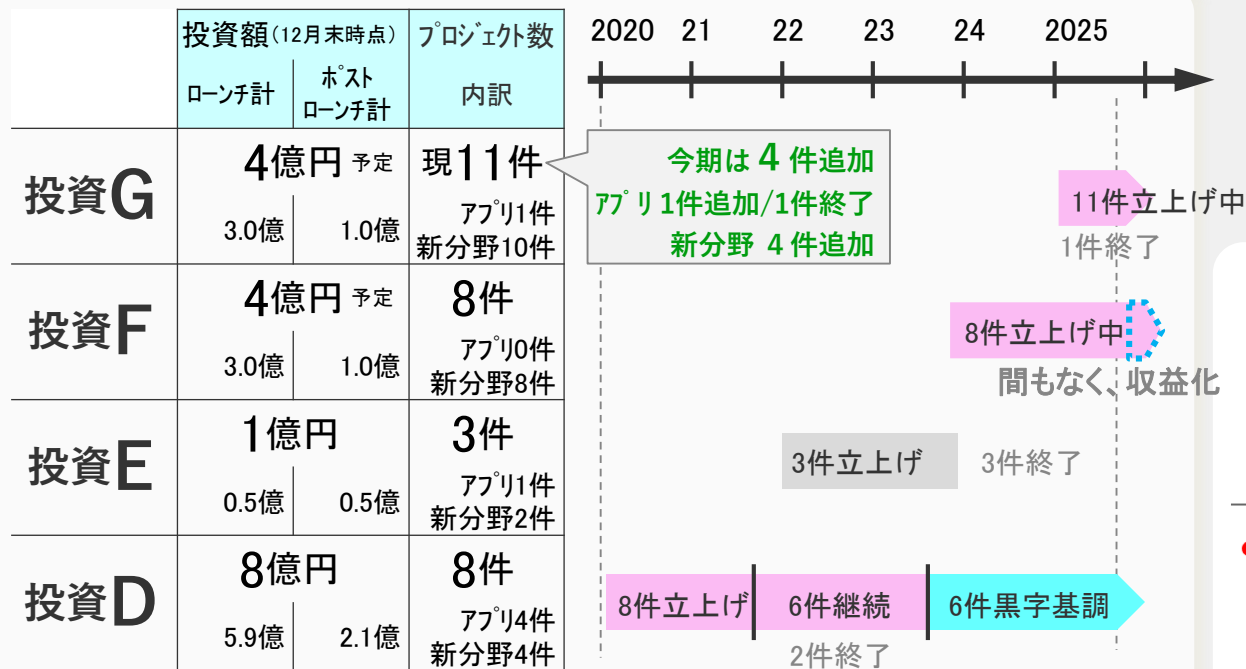 投資額(12月末時点)
プロジェクト数
2020 21 22 23 24 2025
ローンチ計
ポスト
ローンチ計
内訳
投資G
4億円 予定
現11件
3.0億
1.0億
アプリ1件
新分野10件
今期は 4 件追加
アプリ1件追加/1件終了
新分野 4 件追加
11件立上げ中
1件終了
投資F
4億円 予定
8件
3.0億
1.0億
アプリ0件
新分野8件
8件立上げ中
間もなく、収益化
投資E
1億円
3件
0.5億
0.5億
アプリ1件
新分野2件
3件立上げ
3件終了
投資D
8億円
8件
5.9億
2.1億
アプリ4件
新分野4件
8件立上げ
6件継続
6件黒字基調
2件終了